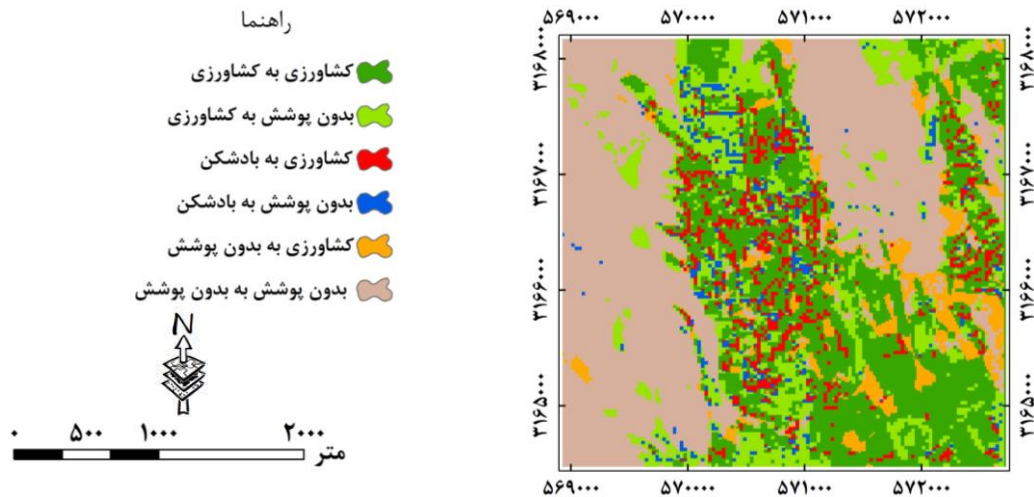 راهنما
کشاورزی به کشاورزی
بدون پوشش به کشاورزی
کشاورزی به بادشکن
بدون پوشش به بادشکن
کشاورزی به بدون پوشش
بدون پوشش به بدون پوشش
N
۰ ۵۰۰ ۱۰۰۰ ۲۰۰۰
متر
۵۶۹۰۰۰ ۵۷۰۰۰۰ ۵۷۱۰۰۰ ۵۷۲۰۰۰
۳۱۶۸۰۰۰ ۳۱۶۸۰۰۰
۳۱۶۷۰۰۰ ۳۱۶۷۰۰۰
۳۱۶۶۰۰۰ ۳۱۶۶۰۰۰
۳۱۶۵۰۰۰ ۳۱۶۵۰۰۰
۵۶۹۰۰۰ ۵۷۰۰۰۰ ۵۷۱۰۰۰ ۵۷۲۰۰۰